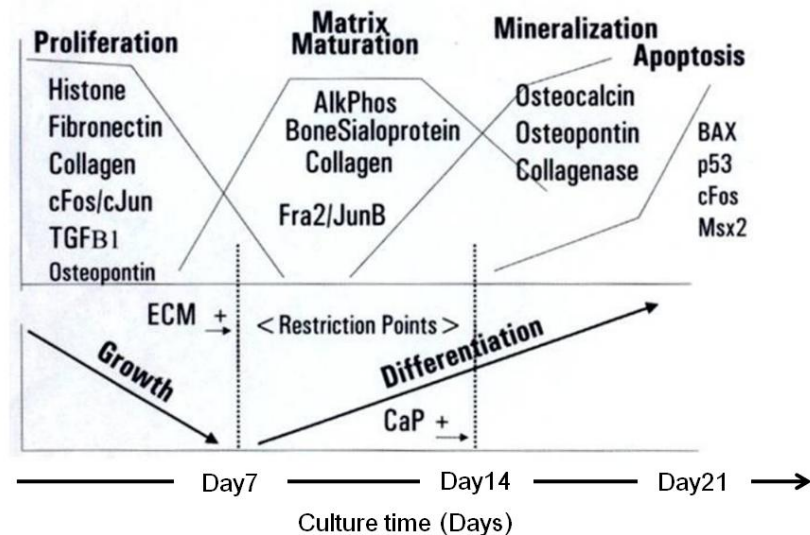 Proliferation
Histone
Fibronectin
Collagen
cFos/cJun
TGFB1
Osteopontin
Matrix
Maturation
AlkPhos
BoneSialoprotein
Collagen
Fra2/JunB
Mineralization
Osteocalcin
Osteopontin
Collagenase
Apoptosis
BAX
p53
cFos
Msx2
ECM +
< Restriction Points >
Growth
Differentiation
CaP +
Day7
Day14
Day21
Culture time (Days)